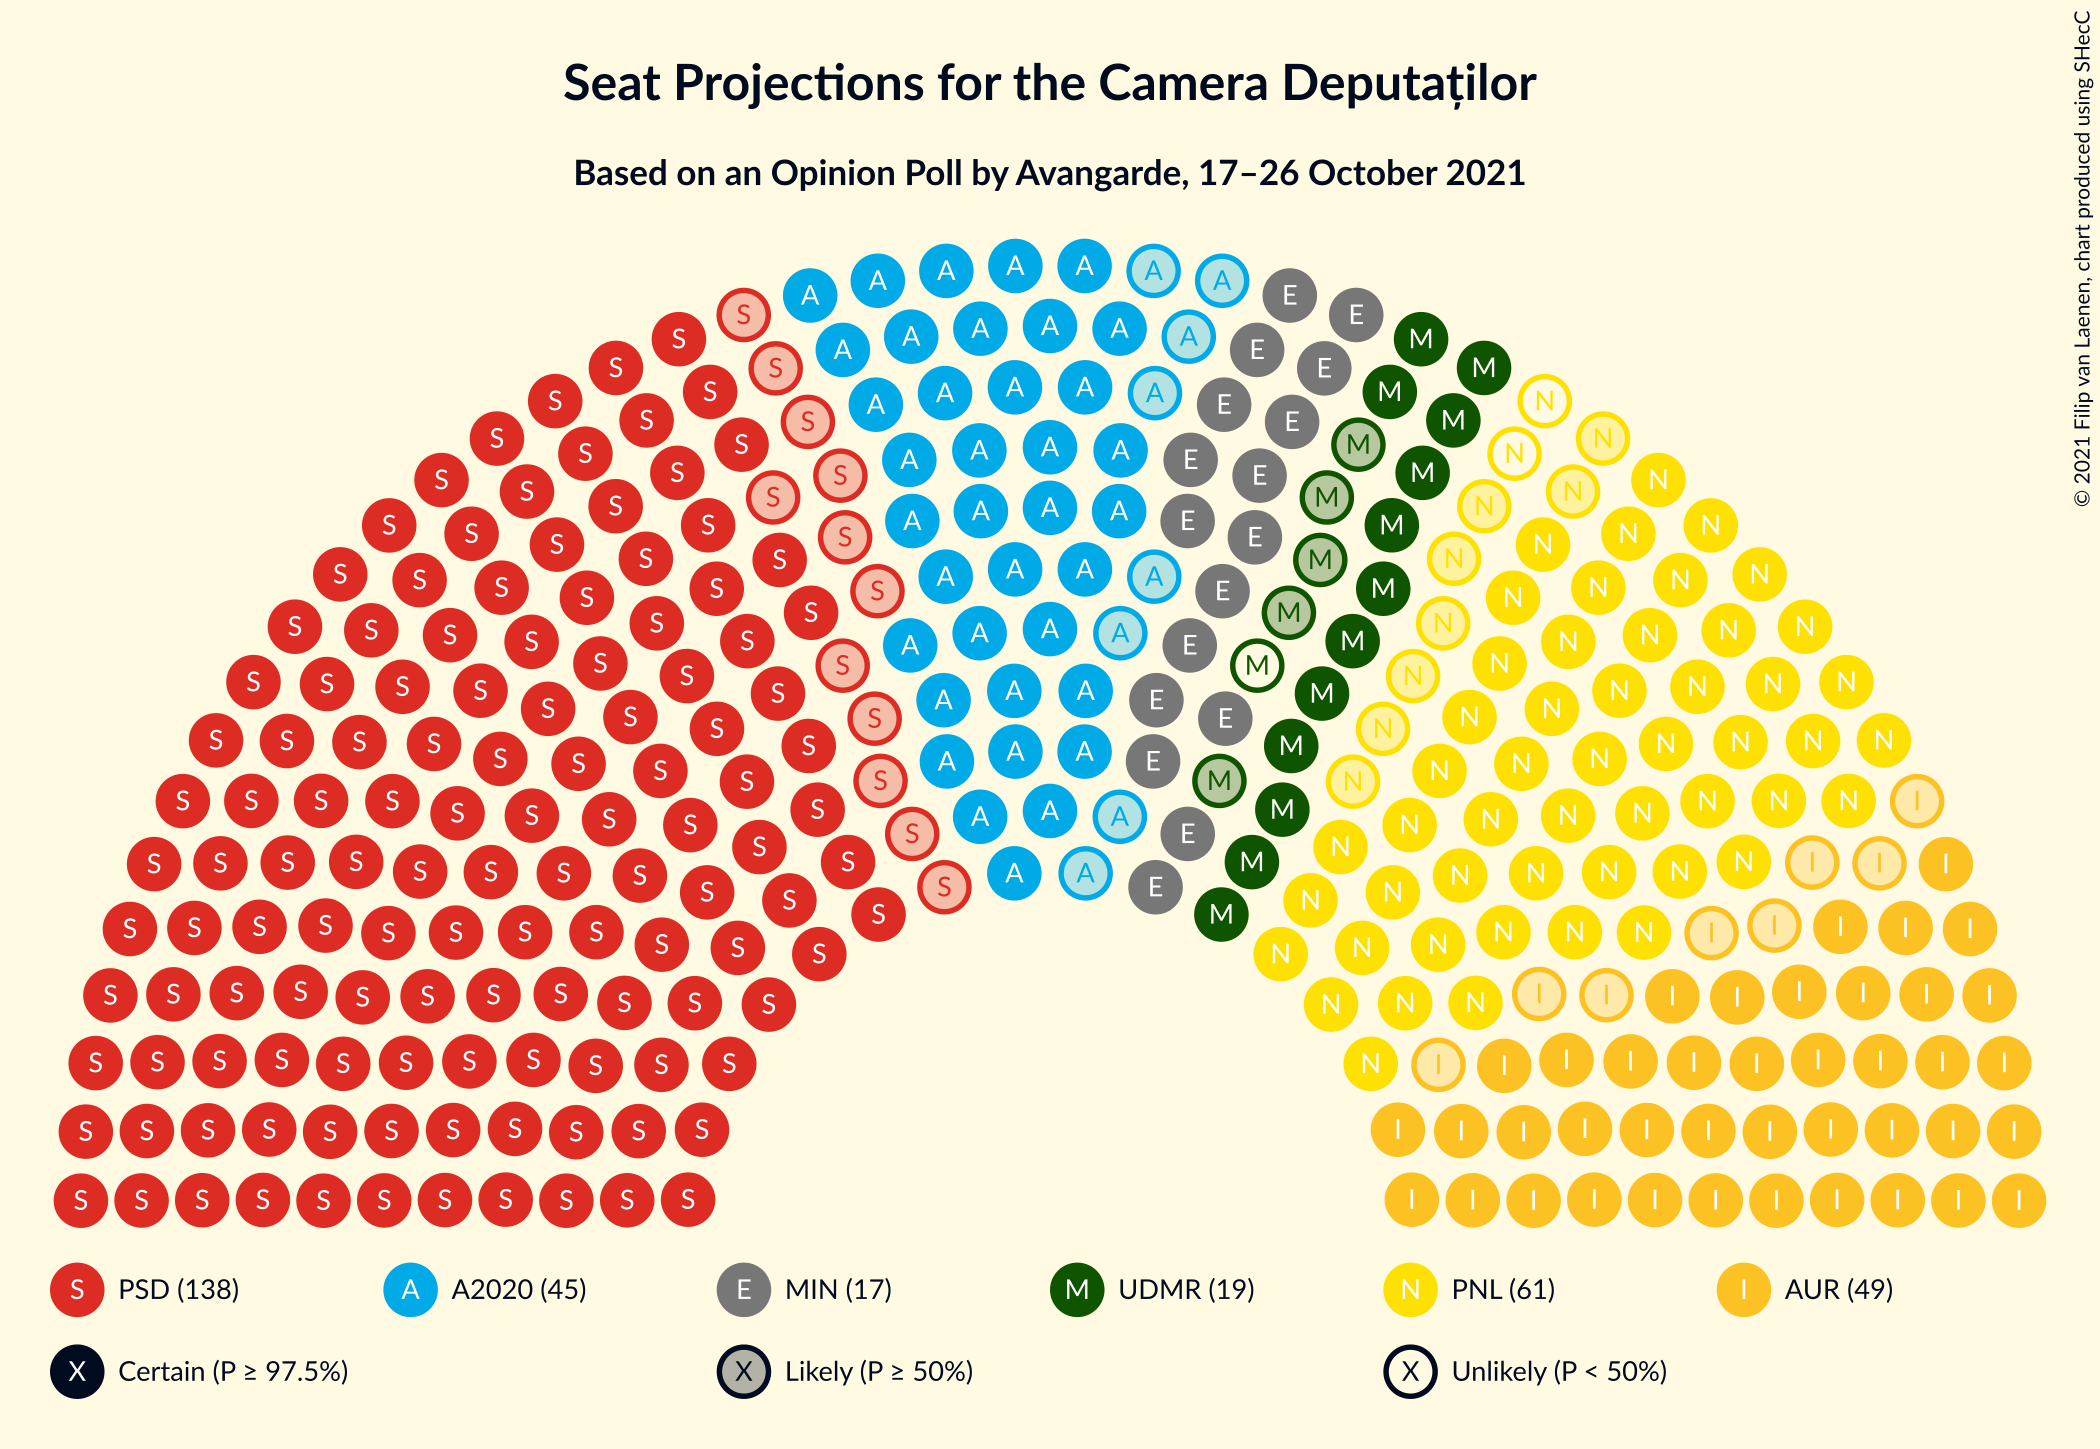 Seat Projections for the Camera Deputaților
Based on an Opinion Poll by Avangarde, 17–26 October 2021
© 2021 Filip van Laenen, chart produced using SHecC
S PSD (138) A A2020 (45) E MIN (17) M UDMR (19) N PNL (61) I AUR (49)
X Certain (P ≥ 97.5%) X Likely (P ≥ 50%) X Unlikely (P < 50%)